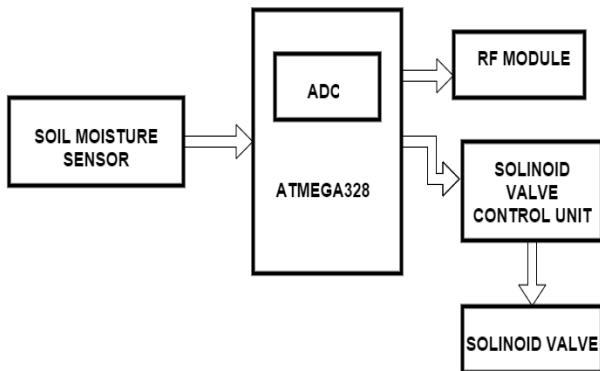 SOIL MOISTURE
SENSOR
ADC
ATMEGA328
RF MODULE
SOLINOID
VALVE
CONTROL UNIT
SOLINOID VALVE